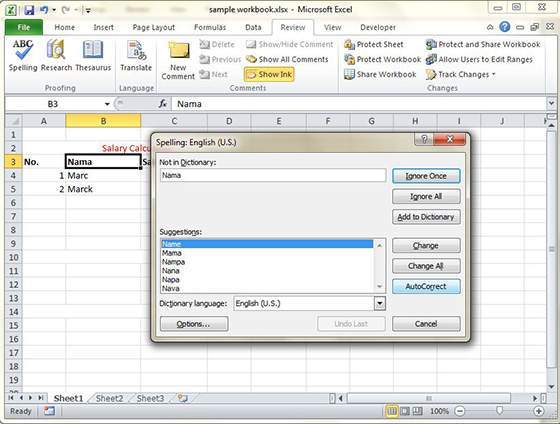 sample workbook.xlsx - Microsoft Excel
File Home Insert Page Layout Formulas Data Review View
Spelling Research Thesaurus
Proofing
Translate
Language
New Comment
Delete
Previous
Next
Show/Hide Comment
Show All Comments
Show Ink
Comments
Protect Sheet
Protect Workbook
Share Workbook
Protect and Share Workbook
Allow Users to Edit Ranges
Track Changes
Changes
B3 fx Nama
A B C D E F G H I
1
2 Salary Calcu
3 No. Nama Sa
4 1 Marc
5 2 Marck
6
7
8
9
10
11
12
13
14
15
16
17
18
19
Spelling: English (U.S.)
Not in Dictionary:
Nama
Ignore Once
Ignore All
Add to Dictionary
Suggestions:
Name
Mama
Nampa
Nana
Napa
Nava
Change
Change All
AutoCorrect
Dictionary language: English (U.S.)
Options... Undo Last Cancel
Sheet1 Sheet2 Sheet3
Ready 100%